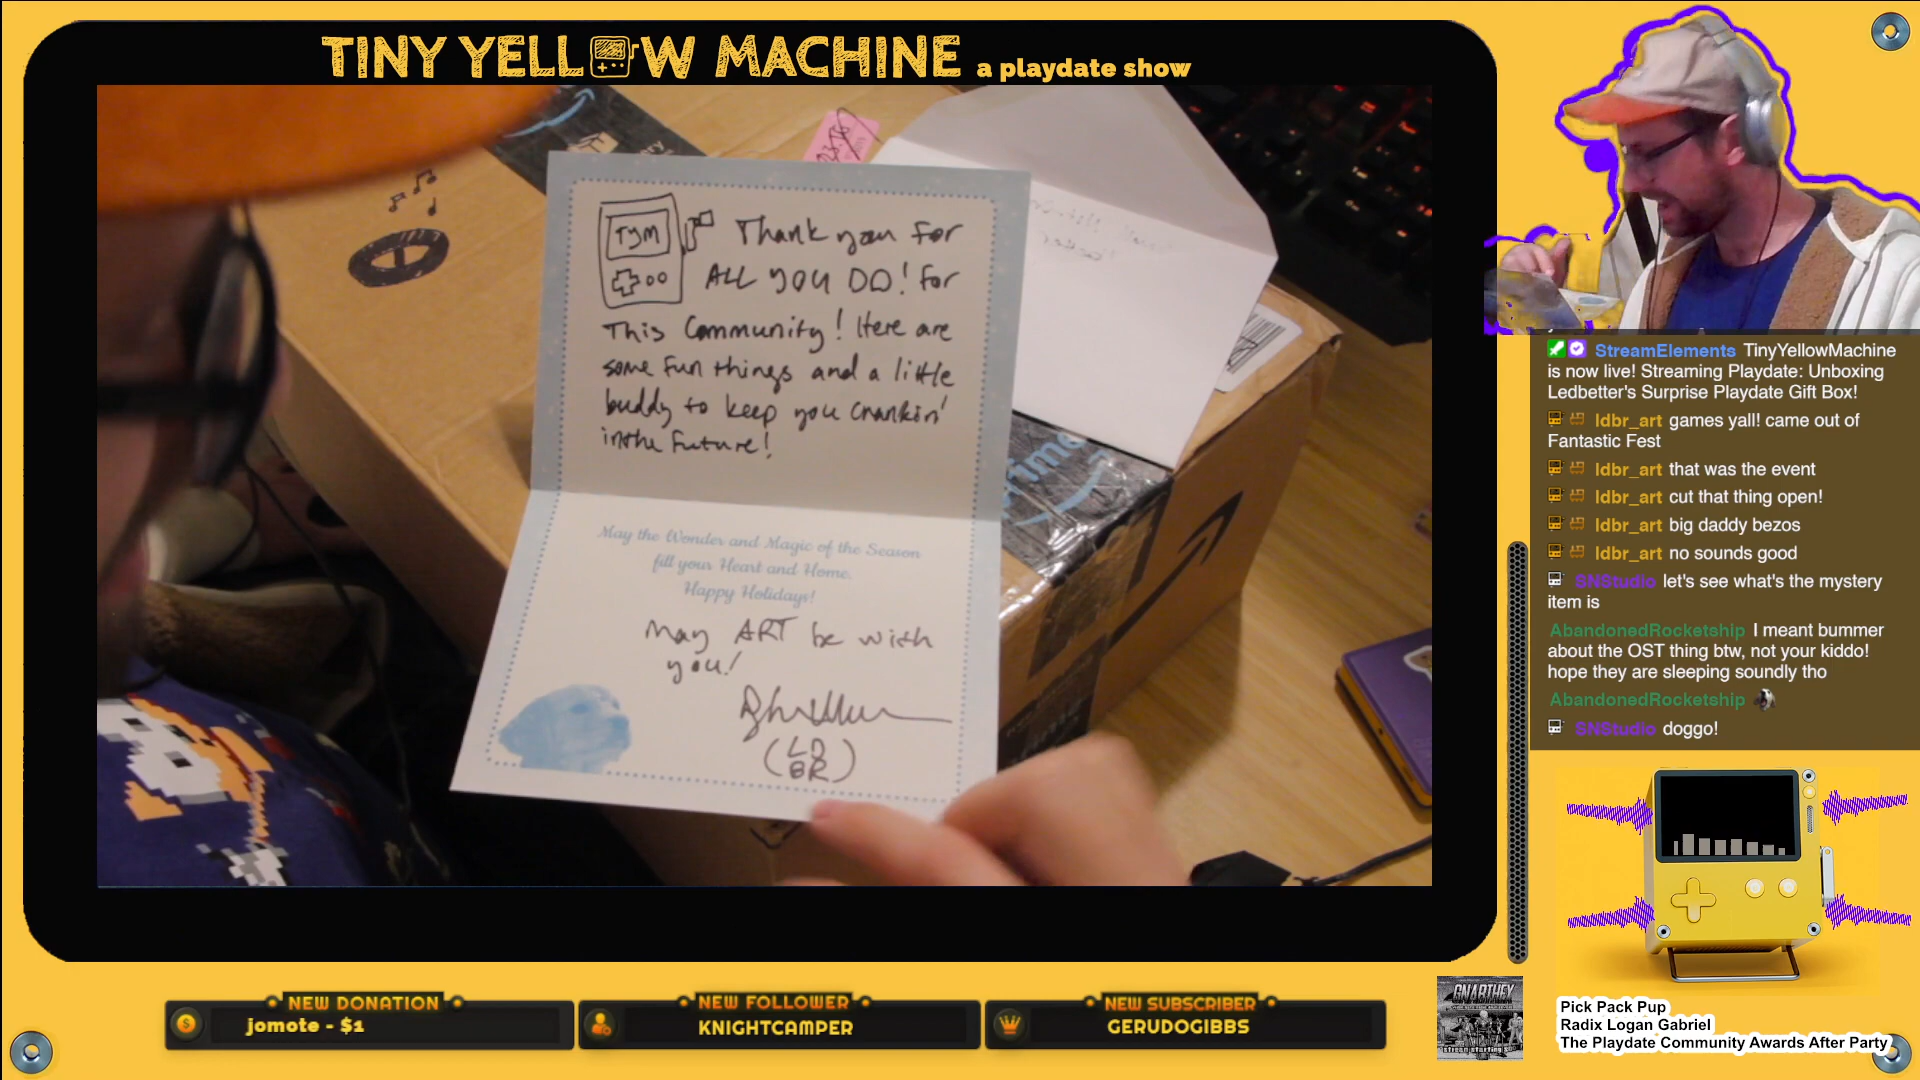 TINY YELLOW MACHINE a playdate show
TYM
Thank you for
ALL YOU DO! For
This Community! Here are
some fun things and a little
buddy to keep you crankin'
in the Future!
May the Wonder and Magic of the Season
fill your Heart and Home.
Happy Holidays!
May ART be with
you!
(LD
BR)
prime
StreamElements TinyYellowMachine
is now live! Streaming Playdate: Unboxing
Ledbetter's Surprise Playdate Gift Box!
ldbr_art games yall! came out of
Fantastic Fest
ldbr_art that was the event
ldbr_art cut that thing open!
ldbr_art big daddy bezos
ldbr_art no sounds good
SNStudio let's see what's the mystery
item is
AbandonedRocketship I meant bummer
about the OST thing btw, not your kiddo!
hope they are sleeping soundly tho
AbandonedRocketship
SNStudio doggo!
NEW DONATION
jomote - $1
NEW FOLLOWER
KNIGHTCAMPER
NEW SUBSCRIBER
GERUDOGIBBS
GNARTHEX
Pick Pack Pup
Radix Logan Gabriel
The Playdate Community Awards After Party